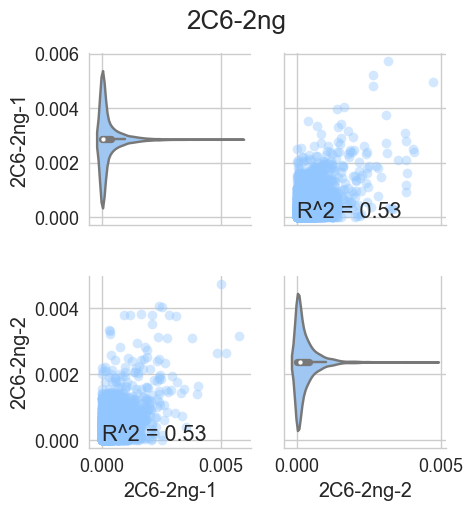 2C6-2ng
0.006
0.004
0.002
0.000
2C6-2ng-1
R^2 = 0.53
0.004
0.002
0.000
2C6-2ng-2
R^2 = 0.53
0.000 0.005 0.000 0.005
2C6-2ng-1 2C6-2ng-2